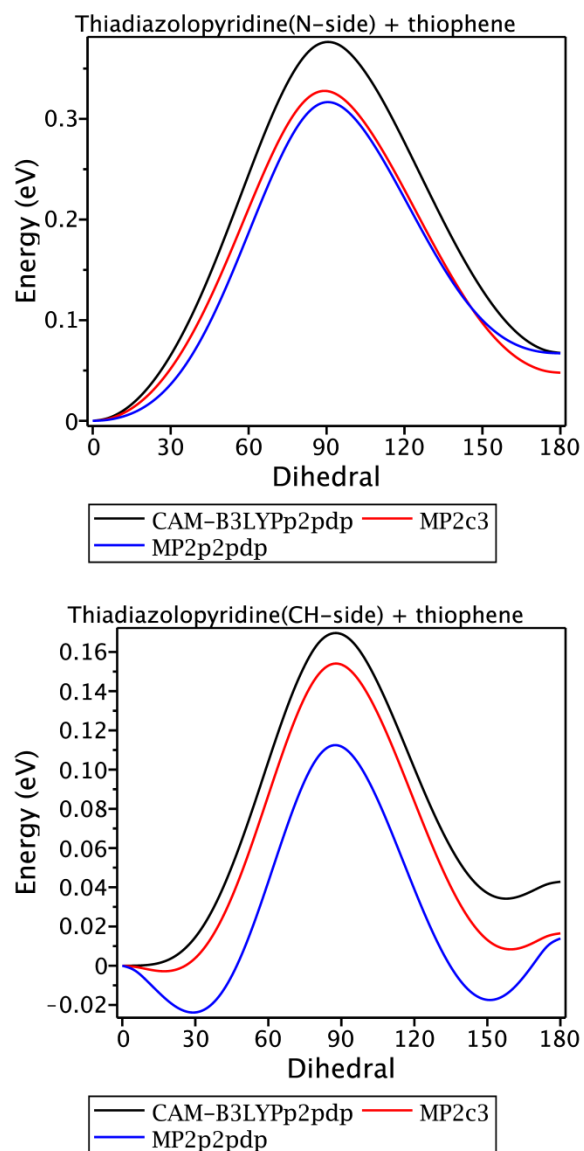 Thiadiazolopyridine(N-side) + thiophene
Energy (eV)
0.3
0.2
0.1
0
0 30 60 90 120 150 180
Dihedral
CAM-B3LYPp2pdp MP2c3
MP2p2pdp
Thiadiazolopyridine(CH-side) + thiophene
Energy (eV)
0.16
0.14
0.12
0.10
0.08
0.06
0.04
0.02
0
-0.02
0 30 60 90 120 150 180
Dihedral
CAM-B3LYPp2pdp MP2c3
MP2p2pdp